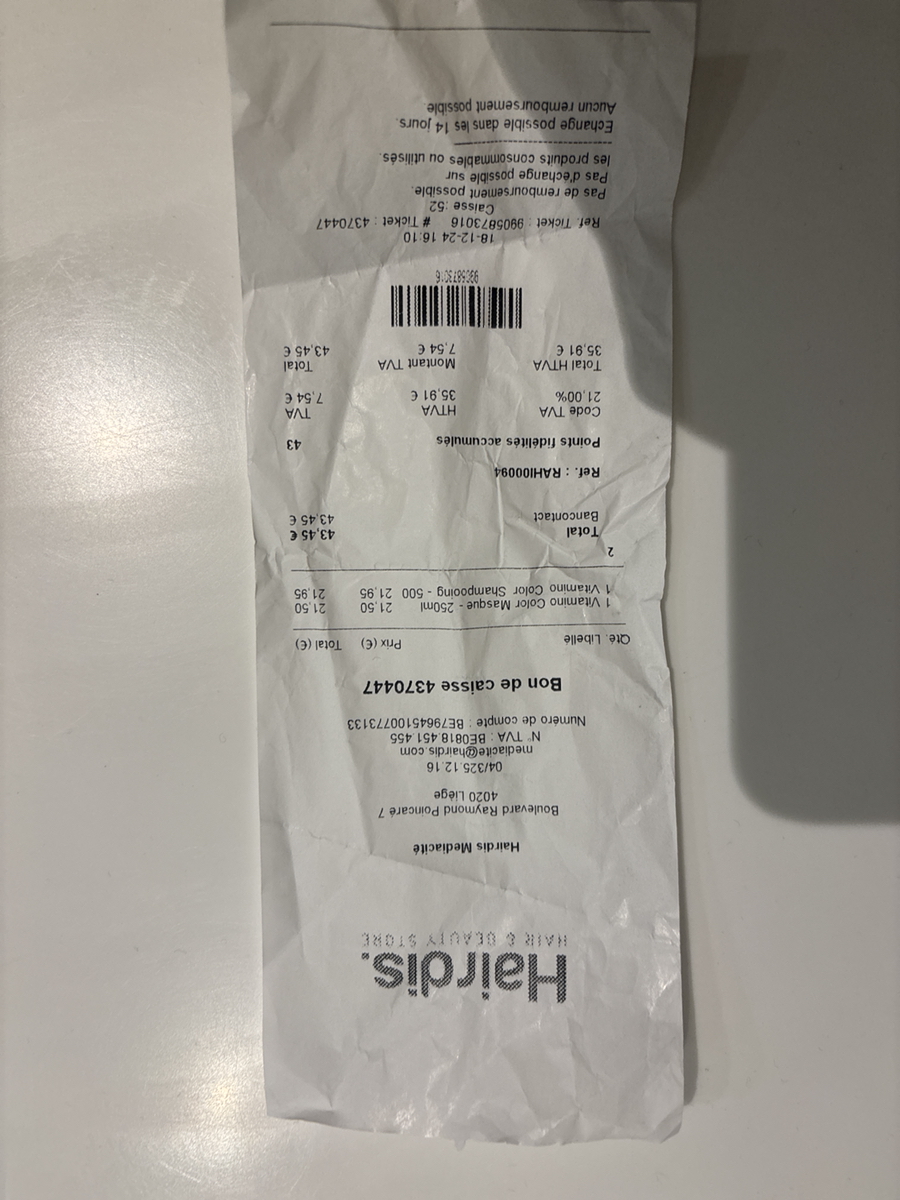 Hairdis.
HAIR & BEAUTY STORE
Hairdis Mediacité
Boulevard Raymond Poincaré 7
4020 Liège
04/325.12.16
mediacite@hairdis.com
N° TVA : BE0818.451.455
Numéro de compte : BE79645100773133
Bon de caisse 4370447
Qté. Libellé Prix (€) Total (€)
1 Vitamino Color Masque - 250ml 21,50 21,50
1 Vitamino Color Shampooing - 500 21,95 21,95
2
Total 43,45 €
Bancontact 43,45 €
Ref. : RAHI00094
Points fidélités accumulés 43
Code TVA HTVA TVA
21,00% 35,91 € 7,54 €
Total HTVA Montant TVA Total
35,91 € 7,54 € 43,45 €
9905873016
18-12-24 16:10
Ref. Ticket : 9905873016 # Ticket : 4370447
Caisse :52
Pas de remboursement possible.
Pas d'échange possible sur
les produits consommables ou utilisés.
Echange possible dans les 14 jours.
Aucun remboursement possible